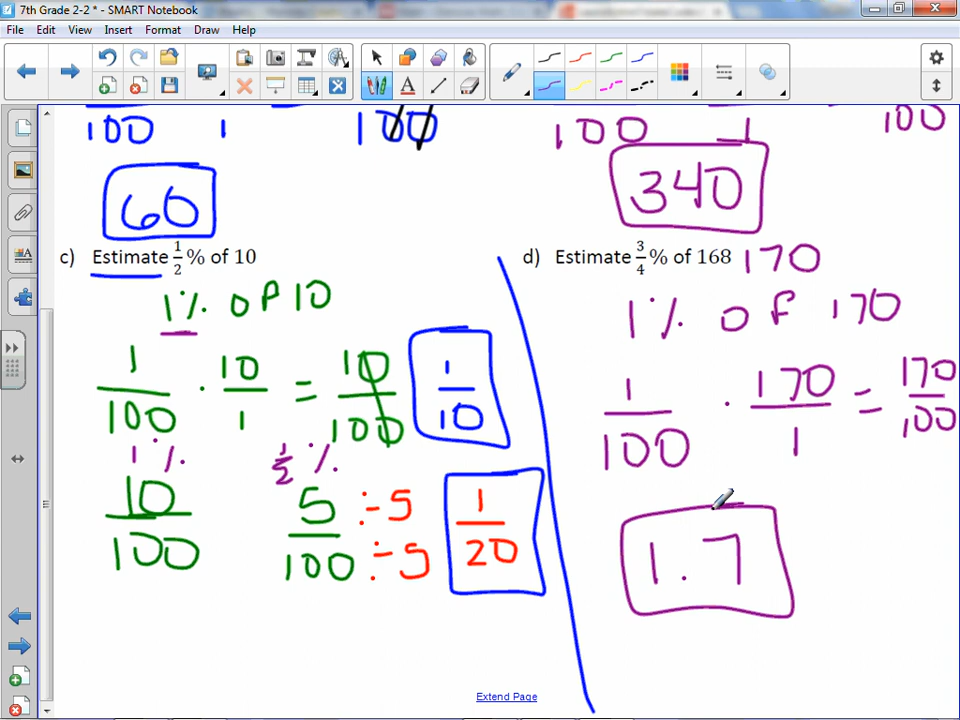 7th Grade 2-2 * - SMART Notebook
File Edit View Insert Format Draw Help
100 1 100
60
100 1 100
340
c) Estimate 1/2% of 10
1% of 10
1/100 · 10/1 = 10/100 1/10
1% 1/2%
10/100 5/100 ÷5/÷5 1/20
d) Estimate 3/4% of 168 170
1% of 170
1/100 · 170/1 = 170/100
1.7
Extend Page